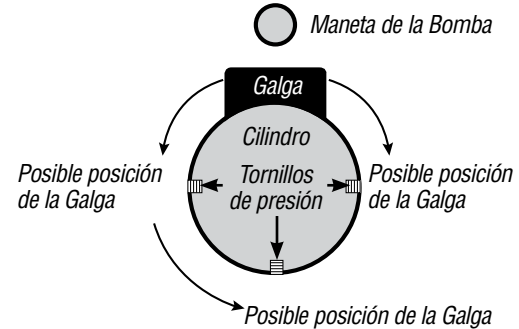 Maneta de la Bomba
Galga
Cilindro
Posible posición
de la Galga
Tornillos
de presión
Posible posición
de la Galga
Posible posición de la Galga